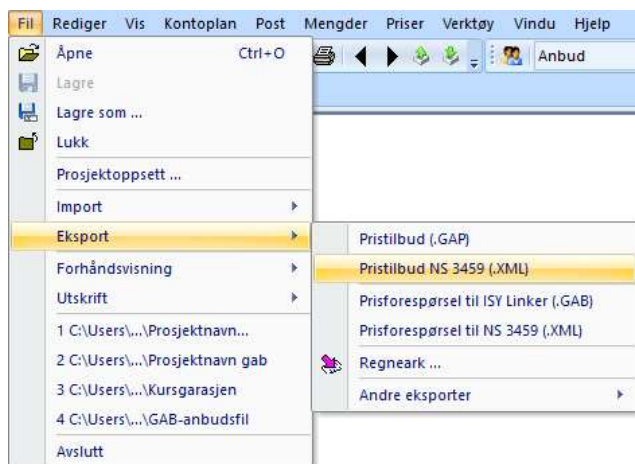 Fil Rediger Vis Kontoplan Post Mengder Priser Verktøy Vindu Hjelp
Anbud
Åpne Ctrl+O
Lagre
Lagre som ...
Lukk
Prosjektoppsett ...
Import
Eksport
Forhåndsvisning
Utskrift
1 C:\Users\...\Prosjektnavn...
2 C:\Users\...\Prosjektnavn gab
3 C:\Users\...\Kursgarasjen
4 C:\Users\...\GAB-anbudsfil
Avslutt
Pristilbud (.GAP)
Pristilbud NS 3459 (.XML)
Prisforespørsel til ISY Linker (.GAB)
Prisforespørsel til NS 3459 (.XML)
Regneark ...
Andre eksporter